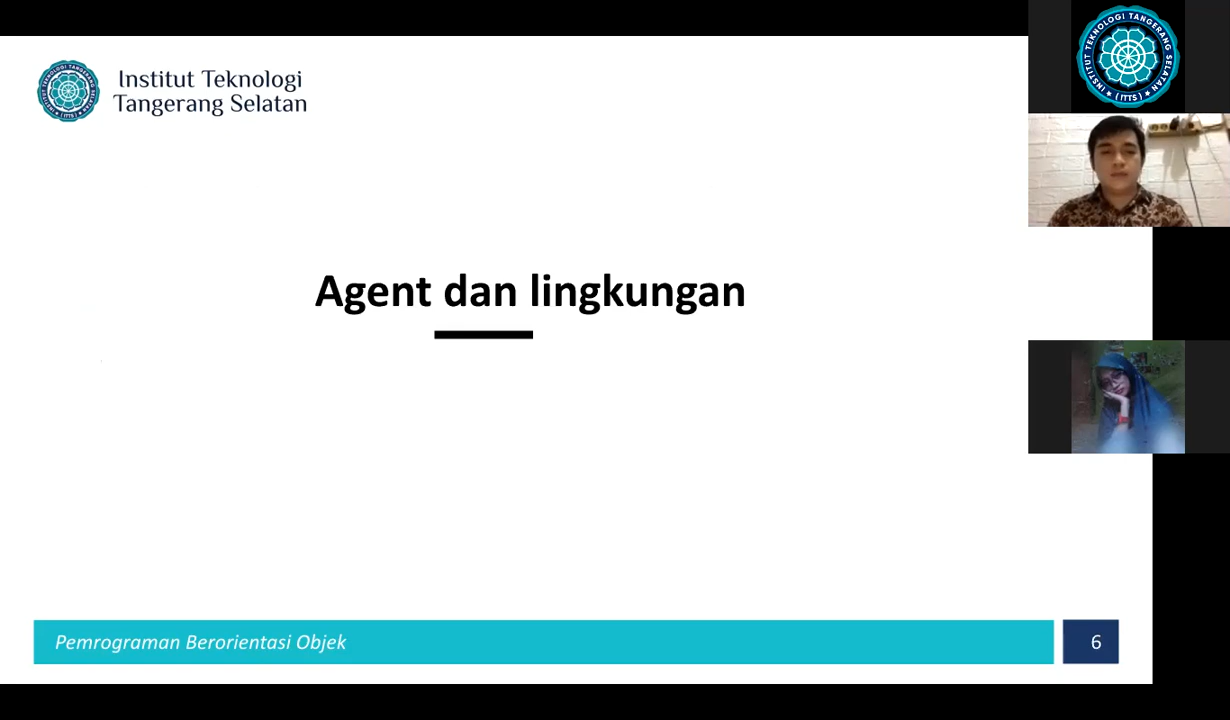 Institut Teknologi
Tangerang Selatan
INSTITUT TEKNOLOGI TANGERANG SELATAN
(ITTS)
Agent dan lingkungan
Pemrograman Berorientasi Objek
6